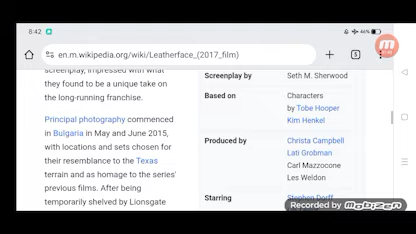 8:42
46%
en.m.wikipedia.org/wiki/Leatherface_(2017_film)
5
screenplay, impressed with what
they found to be a unique take on
the long-running franchise.
Principal photography commenced
in Bulgaria in May and June 2015,
with locations and sets chosen for
their resemblance to the Texas
terrain and as homage to the series'
previous films. After being
temporarily shelved by Lionsgate
Screenplay by Seth M. Sherwood
Based on Characters
by Tobe Hooper
Kim Henkel
Produced by Christa Campbell
Lati Grobman
Carl Mazzocone
Les Weldon
Starring Stephen Dorff
Recorded by Mobizen